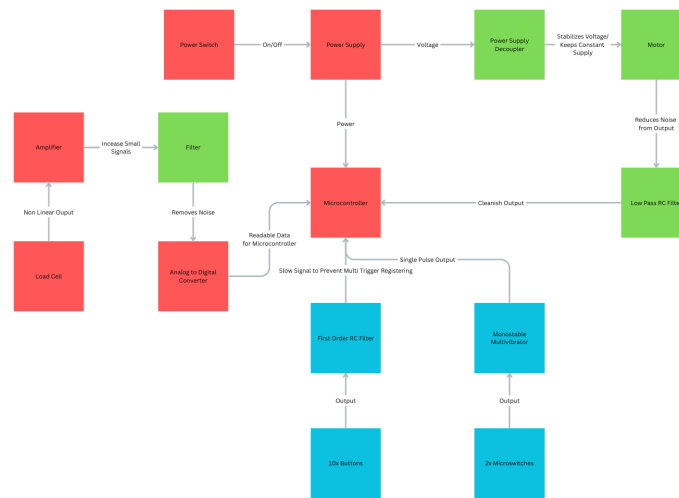 Power Switch
On/Off
Power Supply
Voltage
Power Supply
Decoupler
Stabilizes Voltage/
Keeps Constant
Supply
Motor
Reduces Noise
from Output
Power
Amplifier
Incease Small
Signals
Filter
Removes Noise
Microcontroller
Cleanish Output
Low Pass RC Filter
Non Linear Ouput
Load Cell
Analog to Digital
Converter
Readable Data
for Microcontroller
Single Pulse Output
Slow Signal to Prevent Multi Trigger Registering
First Order RC Filter
Monostable
Multivibrator
Output
Output
10x Buttons
2x Microswitches